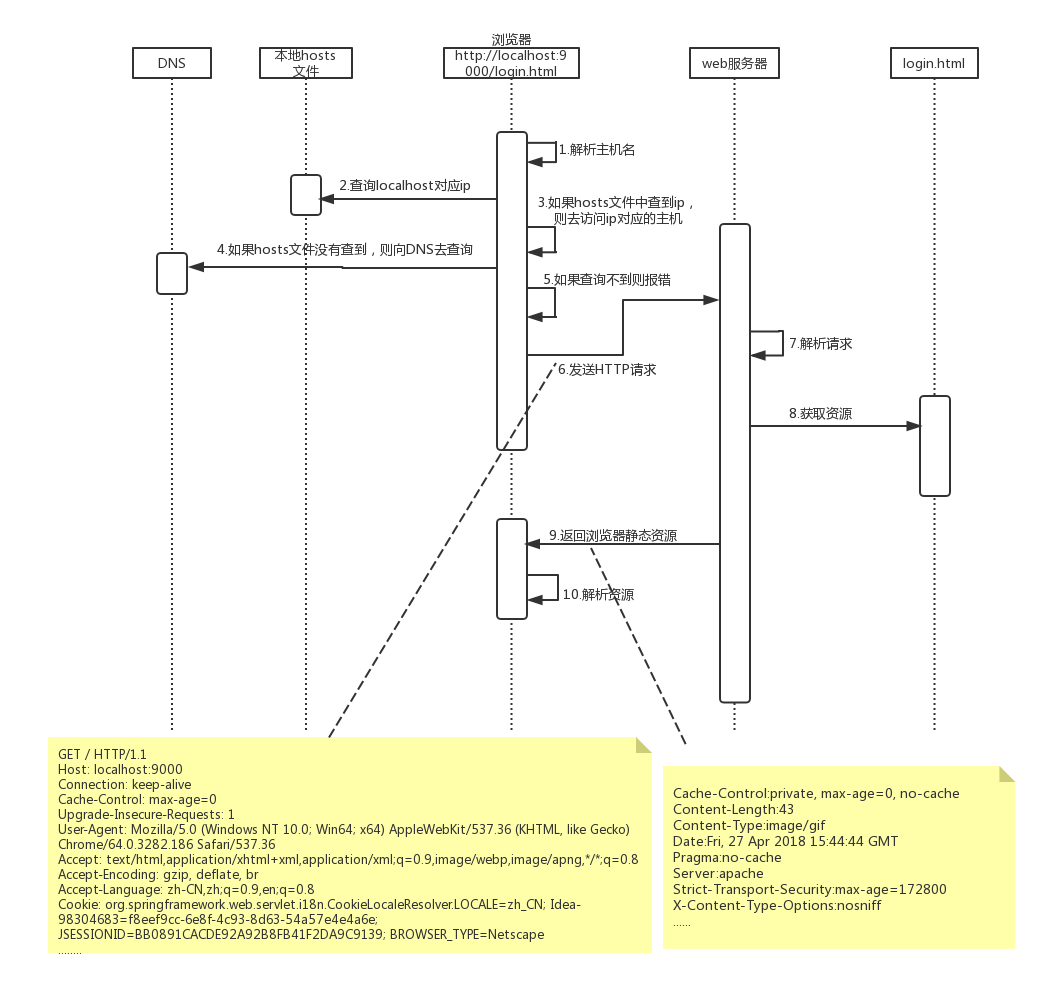 DNS
本地hosts
文件
浏览器
http://localhost:9
000/login.html
web服务器
login.html
1.解析主机名
2.查询localhost对应ip
3.如果hosts文件中查到ip，
则去访问ip对应的主机
4.如果hosts文件没有查到，则向DNS去查询
5.如果查询不到则报错
6.发送HTTP请求
7.解析请求
8.获取资源
9.返回浏览器静态资源
10.解析资源
GET / HTTP/1.1
Host: localhost:9000
Connection: keep-alive
Cache-Control: max-age=0
Upgrade-Insecure-Requests: 1
User-Agent: Mozilla/5.0 (Windows NT 10.0; Win64; x64) AppleWebKit/537.36 (KHTML, like Gecko)
Chrome/64.0.3282.186 Safari/537.36
Accept: text/html,application/xhtml+xml,application/xml;q=0.9,image/webp,image/apng,*/*;q=0.8
Accept-Encoding: gzip, deflate, br
Accept-Language: zh-CN,zh;q=0.9,en;q=0.8
Cookie: org.springframework.web.servlet.i18n.CookieLocaleResolver.LOCALE=zh_CN; Idea-
98304683=f8eef9cc-6e8f-4c93-8d63-54a57e4e4a6e;
JSESSIONID=BB0891CACDE92A92B8FB41F2DA9C9139; BROWSER_TYPE=Netscape
........
Cache-Control:private, max-age=0, no-cache
Content-Length:43
Content-Type:image/gif
Date:Fri, 27 Apr 2018 15:44:44 GMT
Pragma:no-cache
Server:apache
Strict-Transport-Security:max-age=172800
X-Content-Type-Options:nosniff
......